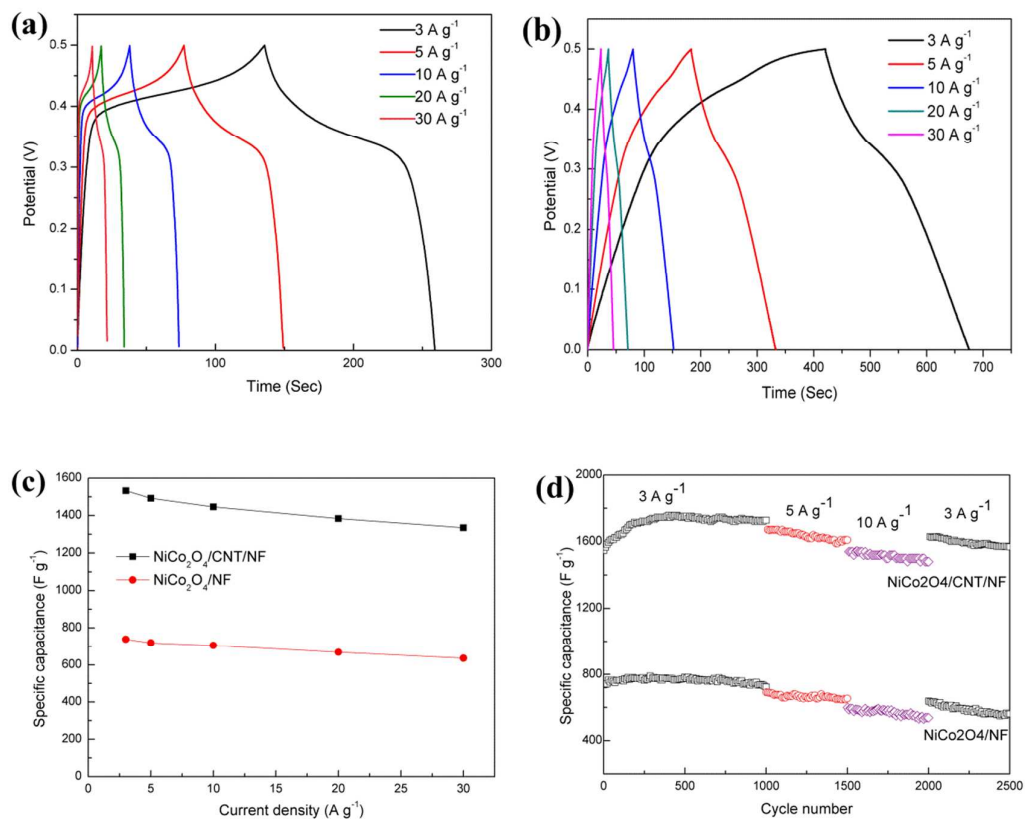 (a)
3 A g⁻¹
5 A g⁻¹
10 A g⁻¹
20 A g⁻¹
30 A g⁻¹
Potential (V)
0.5
0.4
0.3
0.2
0.1
0.0
0
100
200
300
Time (Sec)
(b)
3 A g⁻¹
5 A g⁻¹
10 A g⁻¹
20 A g⁻¹
30 A g⁻¹
Potential (V)
0.5
0.4
0.3
0.2
0.1
0.0
0
100
200
300
400
500
600
700
Time (Sec)
(c)
NiCo₂O₄/CNT/NF
NiCo₂O₄/NF
Specific capacitance (F g⁻¹)
1600
1400
1200
1000
800
600
400
200
0
0
5
10
15
20
25
30
Current density (A g⁻¹)
(d)
3 A g⁻¹
5 A g⁻¹
10 A g⁻¹
3 A g⁻¹
NiCo2O4/CNT/NF
NiCo2O4/NF
Specific capacitance (F g⁻¹)
2000
1600
1200
800
400
0
500
1000
1500
2000
2500
Cycle number